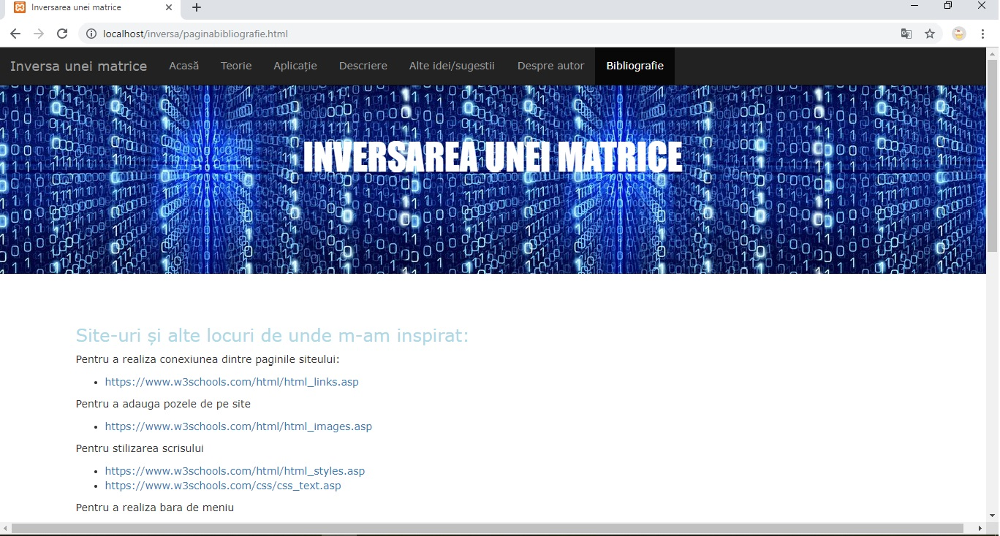 Inversarea unei matrice
localhost/inversa/paginabibliografie.html
Inversa unei matrice Acasă Teorie Aplicație Descriere Alte idei/sugestii Despre autor Bibliografie
INVERSAREA UNEI MATRICE
Site-uri și alte locuri de unde m-am inspirat:
Pentru a realiza conexiunea dintre paginile siteului:
https://www.w3schools.com/html/html_links.asp
Pentru a adauga pozele de pe site
https://www.w3schools.com/html/html_images.asp
Pentru stilizarea scrisului
https://www.w3schools.com/html/html_styles.asp
https://www.w3schools.com/css/css_text.asp
Pentru a realiza bara de meniu